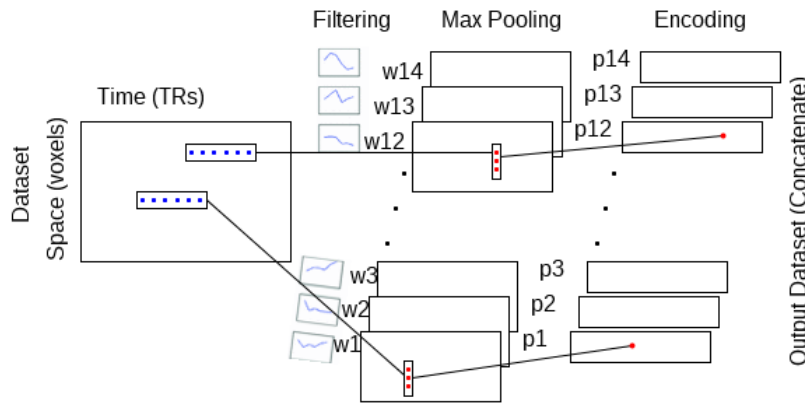 Filtering
Max Pooling
Encoding
Time (TRs)
Dataset
Space (voxels)
w14
w13
w12
p14
p13
p12
w3
w2
w1
p3
p2
p1
Output Dataset (Concatenate)